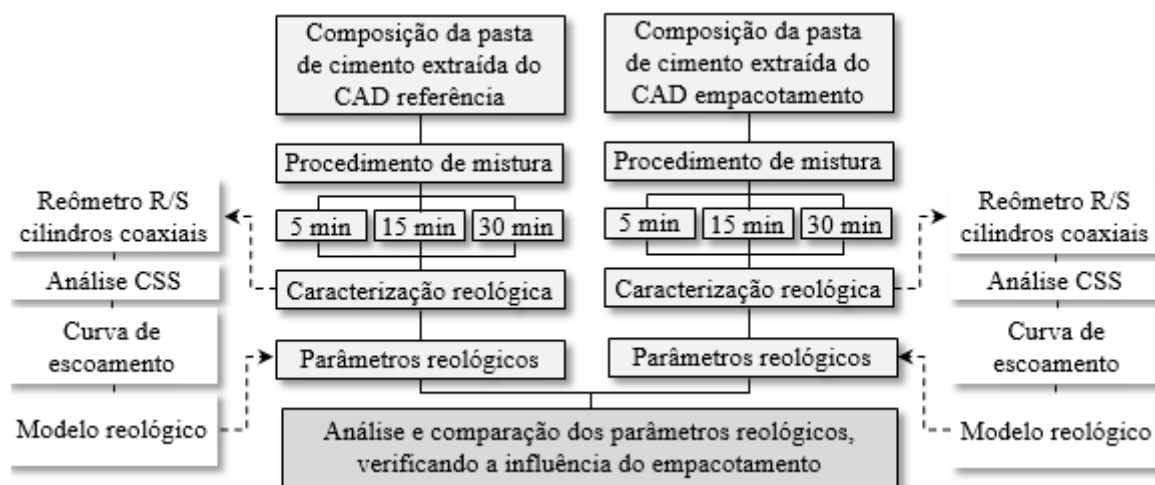 Composição da pasta
de cimento extraída do
CAD referência
Composição da pasta
de cimento extraída do
CAD empacotamento
Procedimento de mistura
Procedimento de mistura
Reômetro R/S
cilindros coaxiais
5 min
15 min
30 min
5 min
15 min
30 min
Reômetro R/S
cilindros coaxiais
Análise CSS
Caracterização reológica
Caracterização reológica
Análise CSS
Curva de
escoamento
Parâmetros reológicos
Parâmetros reológicos
Curva de
escoamento
Modelo reológico
Análise e comparação dos parâmetros reológicos,
verificando a influência do empacotamento
Modelo reológico